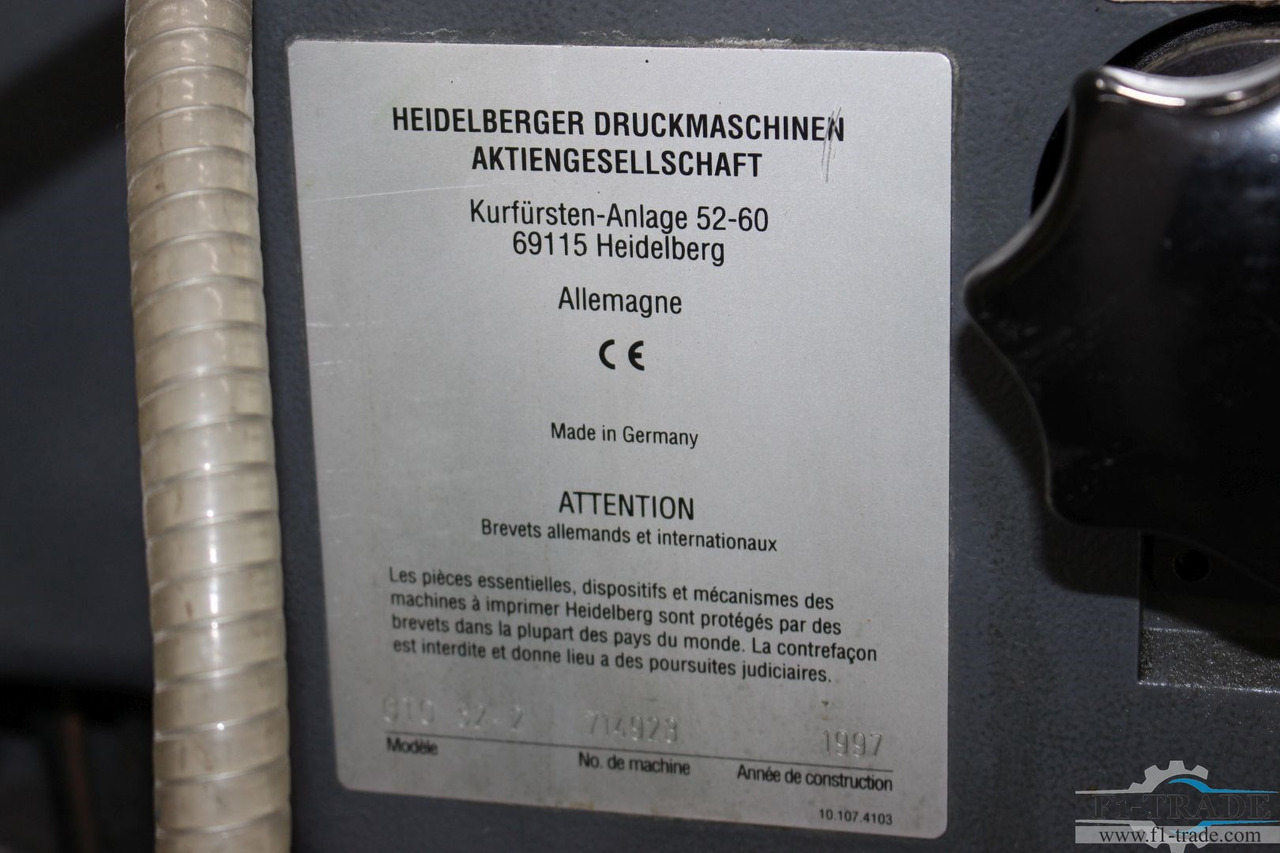 HEIDELBERGER DRUCKMASCHINEN
AKTIENGESELLSCHAFT
Kurfürsten-Anlage 52-60
69115 Heidelberg
Allemagne
CE
Made in Germany
ATTENTION
Brevets allemands et internationaux
Les pièces essentielles, dispositifs et mécanismes des
machines à imprimer Heidelberg sont protégés par des
brevets dans la plupart des pays du monde. La contrefaçon
est interdite et donne lieu a des poursuites judiciaires.
GTO 52-2 714923 1997
Modèle No. de machine Année de construction
10.107.4103
F1-TRADE
www.f1-trade.com